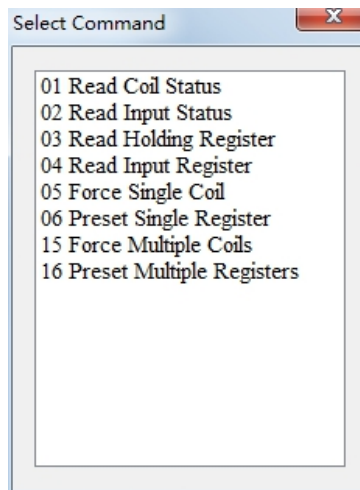 Select Command
01 Read Coil Status
02 Read Input Status
03 Read Holding Register
04 Read Input Register
05 Force Single Coil
06 Preset Single Register
15 Force Multiple Coils
16 Preset Multiple Registers